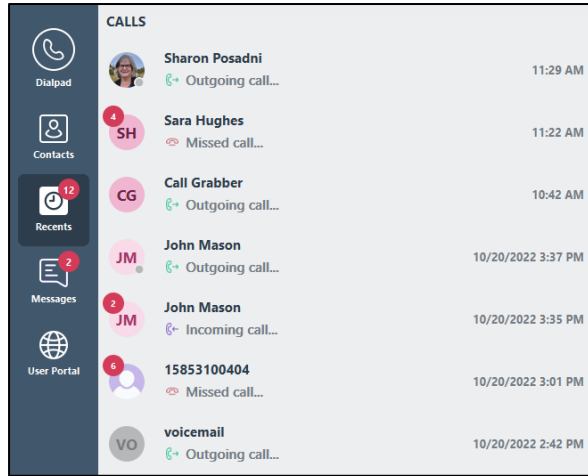 CALLS
Dialpad
Contacts
12
Recents
2
Messages
User Portal
Sharon Posadni
Outgoing call...
11:29 AM
4
SH
Sara Hughes
Missed call...
11:22 AM
CG
Call Grabber
Outgoing call...
10:42 AM
JM
John Mason
Outgoing call...
10/20/2022 3:37 PM
2
JM
John Mason
Incoming call...
10/20/2022 3:35 PM
6
15853100404
Missed call...
10/20/2022 3:01 PM
VO
voicemail
Outgoing call...
10/20/2022 2:42 PM